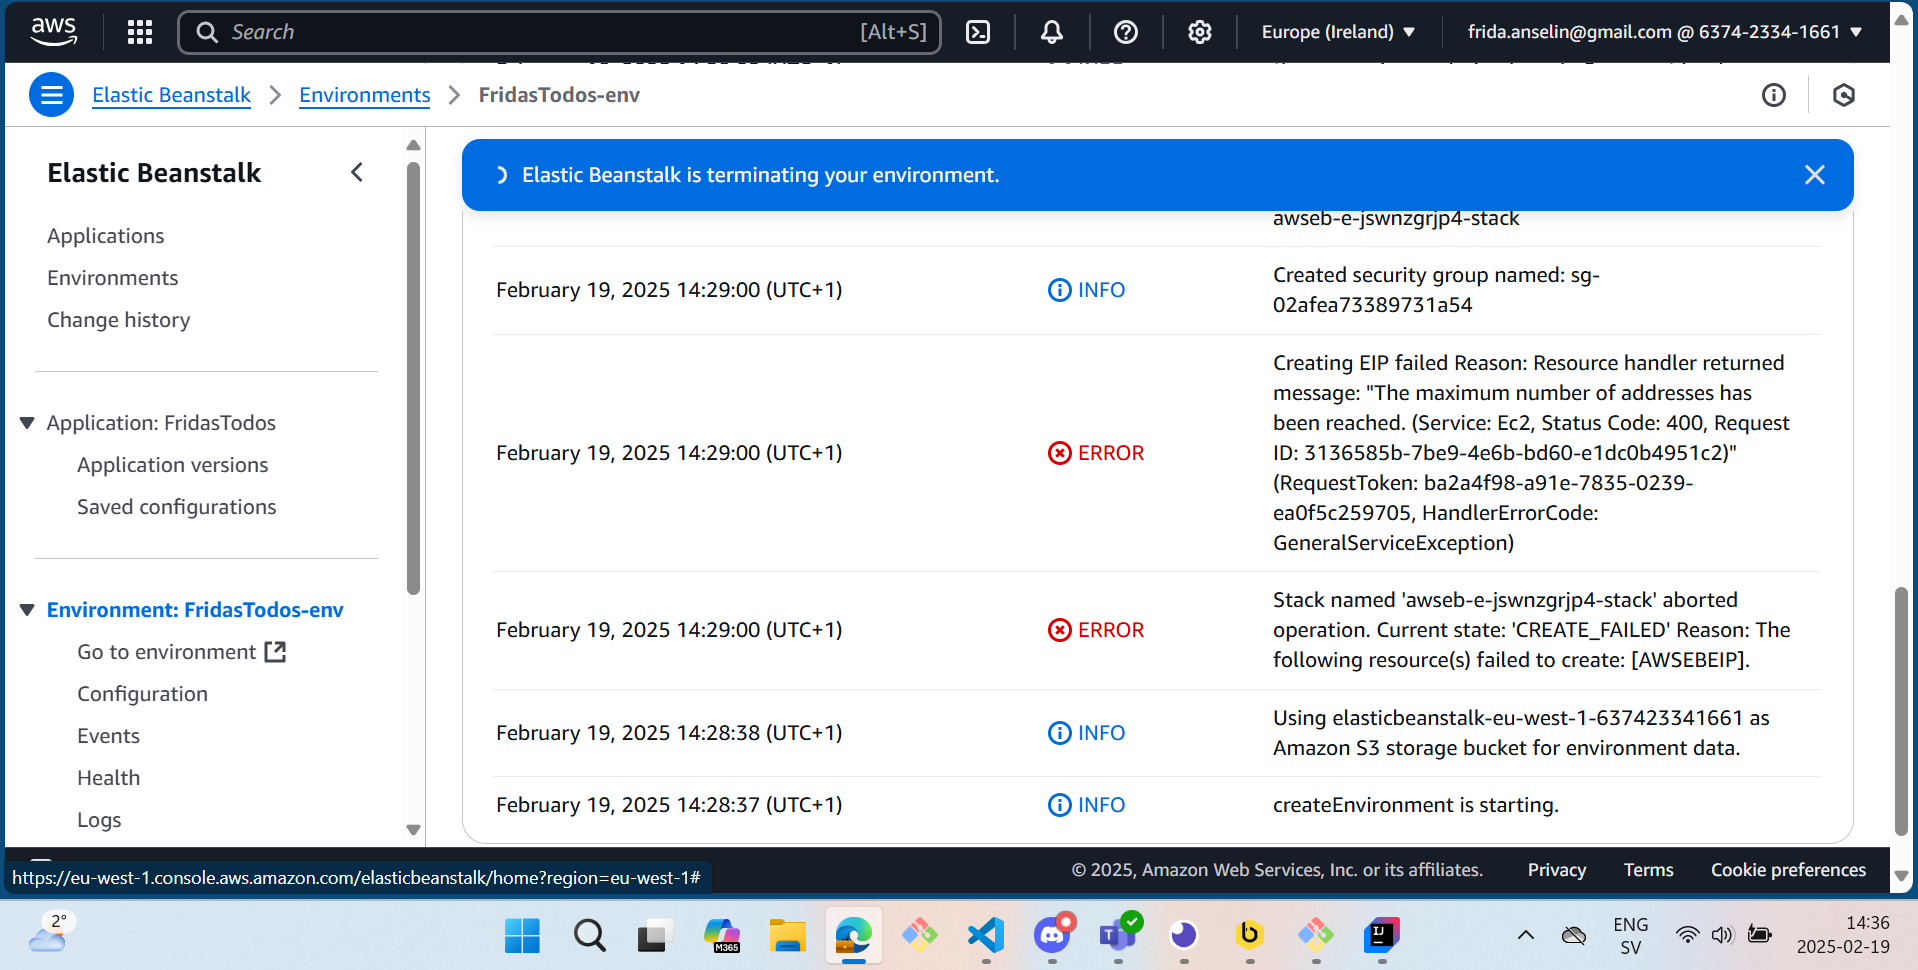 aws
Search
[Alt+S]
Europe (Ireland)
frida.anselin@gmail.com @ 6374-2334-1661
Elastic Beanstalk
Environments
FridasTodos-env
Elastic Beanstalk
Applications
Environments
Change history
Application: FridasTodos
Application versions
Saved configurations
Environment: FridasTodos-env
Go to environment
Configuration
Events
Health
Logs
Elastic Beanstalk is terminating your environment.
awseb-e-jswnzgrjp4-stack
February 19, 2025 14:29:00 (UTC+1)
INFO
Created security group named: sg-
02afea73389731a54
February 19, 2025 14:29:00 (UTC+1)
ERROR
Creating EIP failed Reason: Resource handler returned
message: "The maximum number of addresses has
been reached. (Service: Ec2, Status Code: 400, Request
ID: 3136585b-7be9-4e6b-bd60-e1dc0b4951c2)"
(RequestToken: ba2a4f98-a91e-7835-0239-
ea0f5c259705, HandlerErrorCode:
GeneralServiceException)
February 19, 2025 14:29:00 (UTC+1)
ERROR
Stack named 'awseb-e-jswnzgrjp4-stack' aborted
operation. Current state: 'CREATE_FAILED' Reason: The
following resource(s) failed to create: [AWSEBEIP].
February 19, 2025 14:28:38 (UTC+1)
INFO
Using elasticbeanstalk-eu-west-1-637423341661 as
Amazon S3 storage bucket for environment data.
February 19, 2025 14:28:37 (UTC+1)
INFO
createEnvironment is starting.
https://eu-west-1.console.aws.amazon.com/elasticbeanstalk/home?region=eu-west-1#
© 2025, Amazon Web Services, Inc. or its affiliates.
Privacy
Terms
Cookie preferences
2°
M365
T
b
IJ
ENG
SV
14:36
2025-02-19